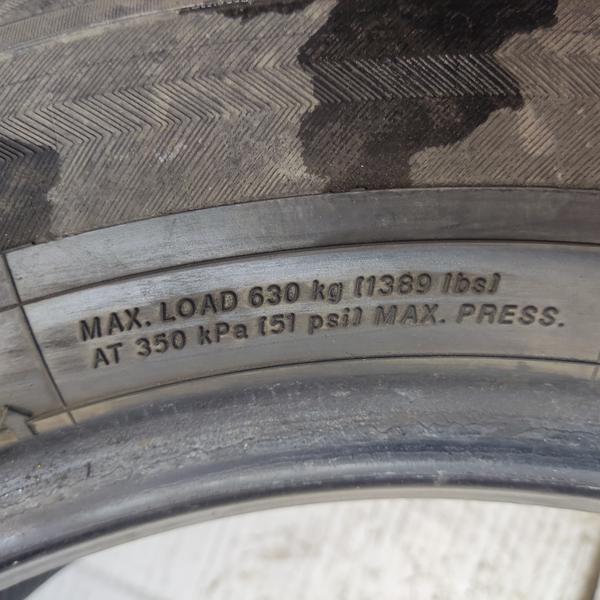 MAX. LOAD 630 kg (1389 lbs)
AT 350 kPa (51 psi) MAX. PRESS.